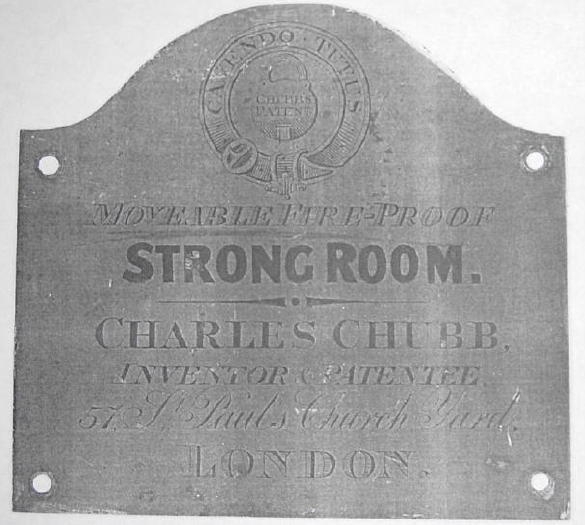 CAVENDO · TUTUS
CHUBB'S
PATENT
MOVEABLE FIRE-PROOF
STRONG ROOM.
CHARLES CHUBB,
INVENTOR & PATENTEE,
57, St. Paul's Church Yard,
LONDON.